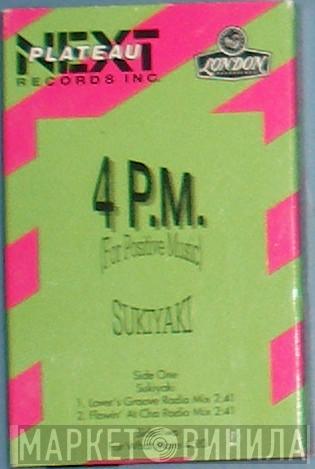 NEXT
PLATEAU
RECORDS INC.
LONDON
4 P.M.
(For Positive Music)
SUKIYAKI
Side One
Sukiyaki
1. Lover's Groove Radio Mix 2:41
2. Flowin' At Cha Radio Mix 2:41
МАРКЕТ ВИНИЛА